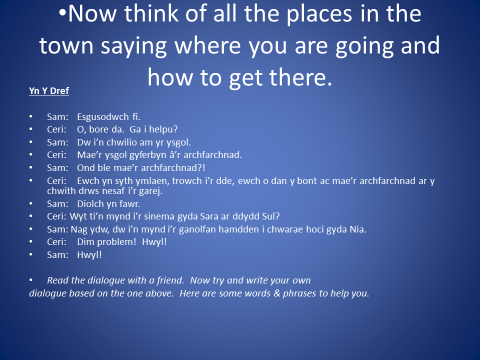 •Now think of all the places in the
town saying where you are going and
how to get there.
Yn Y Dref
• Sam: Esgusodwch fi.
• Ceri: O, bore da. Ga i helpu?
• Sam: Dw i'n chwilio am yr ysgol.
• Ceri: Mae'r ysgol gyferbyn â'r archfarchnad.
• Sam: Ond ble mae'r archfarchnad?!
• Ceri: Ewch yn syth ymlaen, trowch i'r dde, ewch o dan y bont ac mae'r archfarchnad ar y
chwith drws nesaf i'r garej.
• Sam: Diolch yn fawr.
• Ceri: Wyt ti'n mynd i'r sinema gyda Sara ar ddydd Sul?
• Sam: Nag ydw, dw i'n mynd i'r ganolfan hamdden i chwarae hoci gyda Nia.
• Ceri: Dim problem! Hwyl!
• Sam: Hwyl!
• Read the dialogue with a friend. Now try and write your own
dialogue based on the one above. Here are some words & phrases to help you.